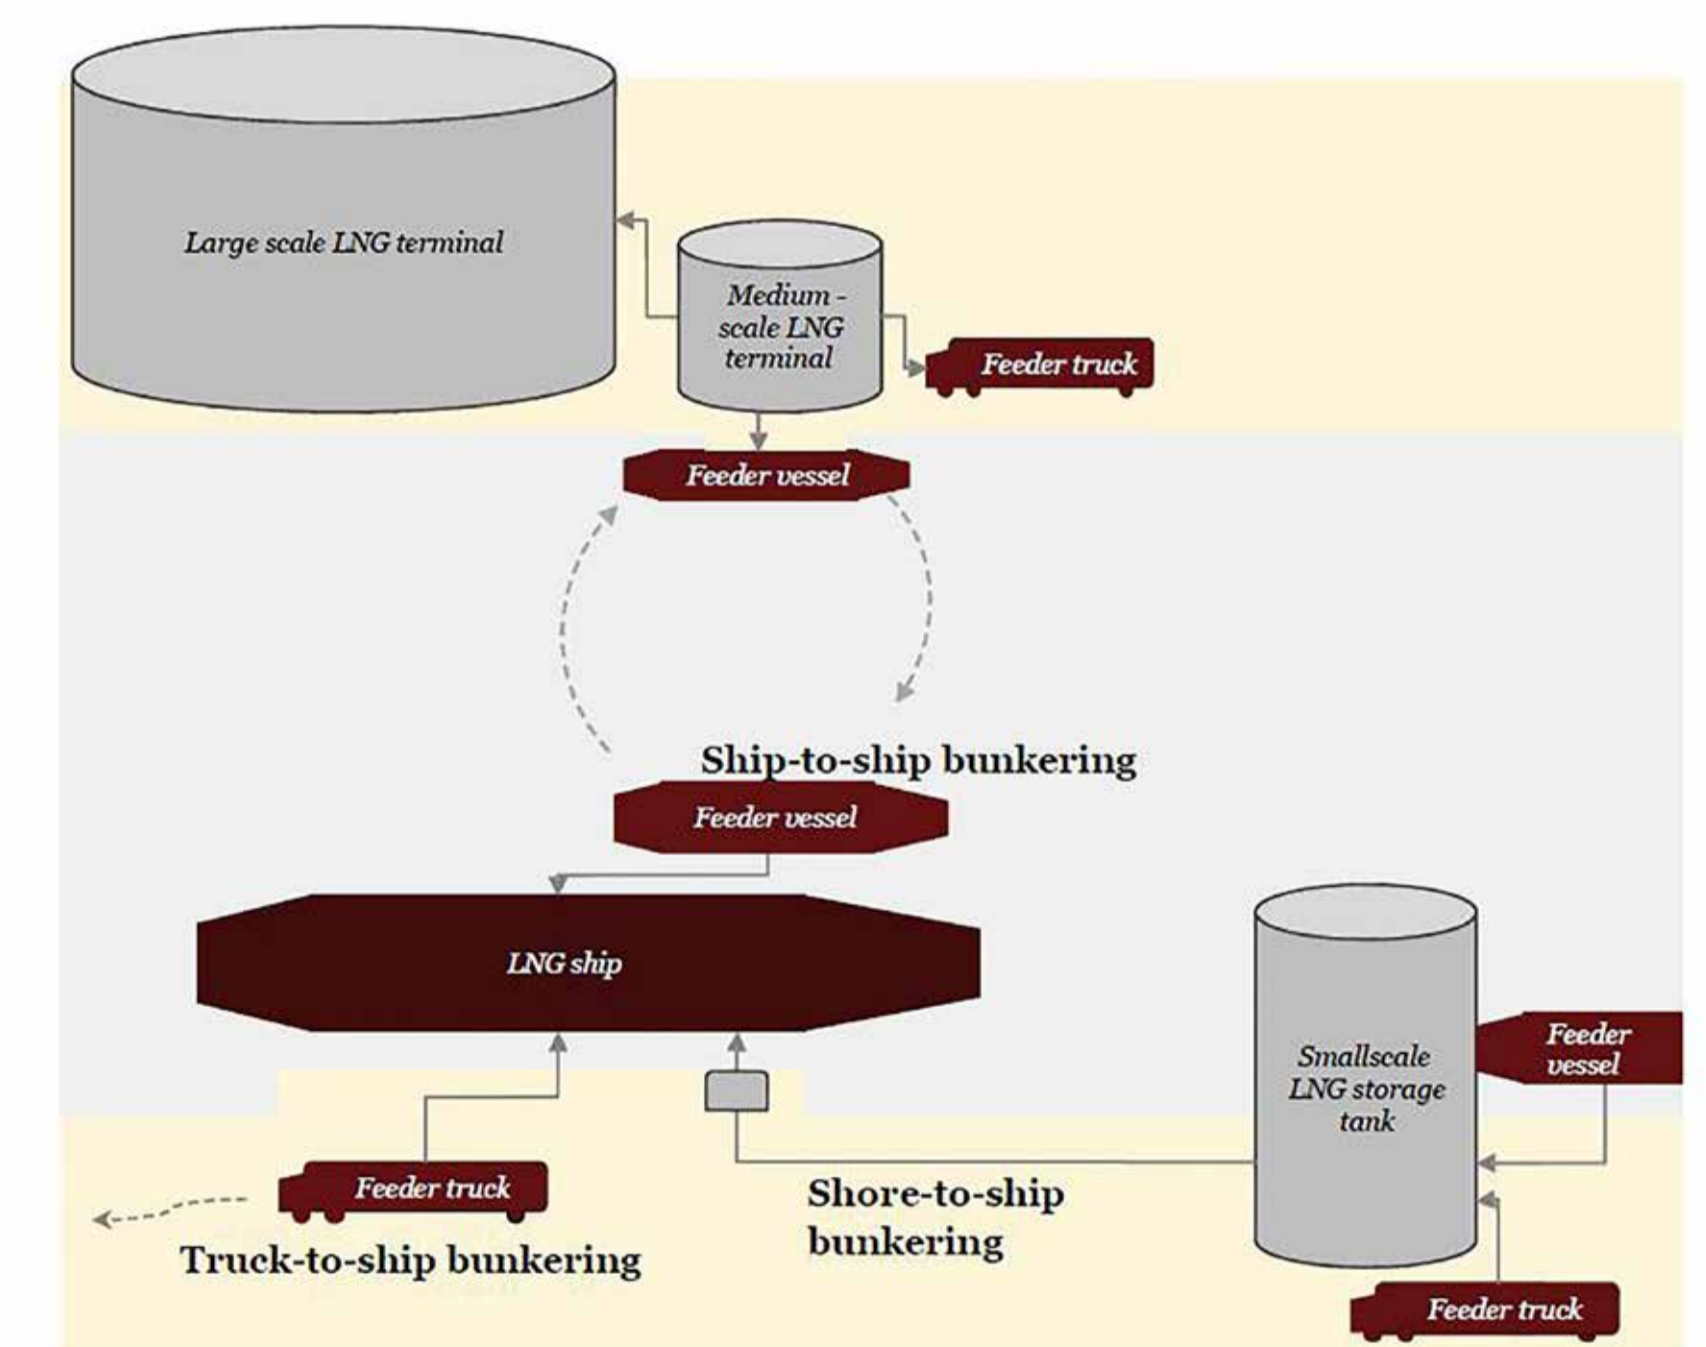 Large scale LNG terminal
Medium -
scale LNG
terminal
Feeder truck
Feeder vessel
Ship-to-ship bunkering
Feeder vessel
LNG ship
Smallscale
LNG storage
tank
Feeder
vessel
Feeder truck
Truck-to-ship bunkering
Shore-to-ship
bunkering
Feeder truck